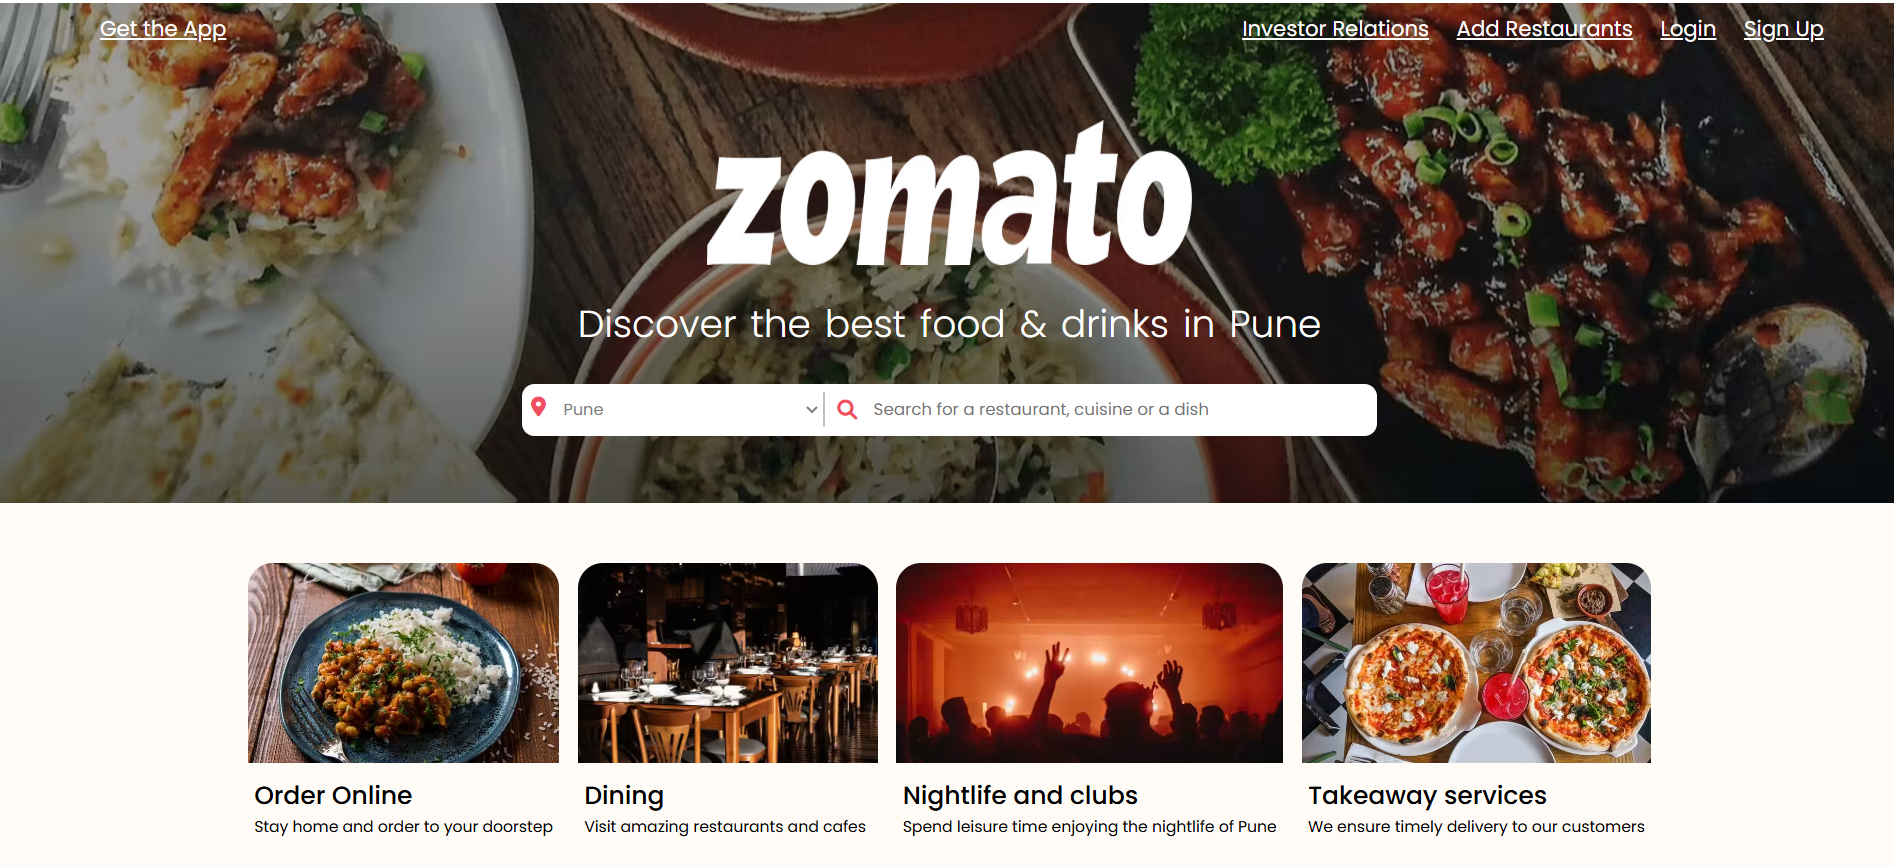 Get the App
Investor Relations
Add Restaurants
Login
Sign Up
zomato
Discover the best food & drinks in Pune
Pune
Search for a restaurant, cuisine or a dish
Order Online
Stay home and order to your doorstep
Dining
Visit amazing restaurants and cafes
Nightlife and clubs
Spend leisure time enjoying the nightlife of Pune
Takeaway services
We ensure timely delivery to our customers